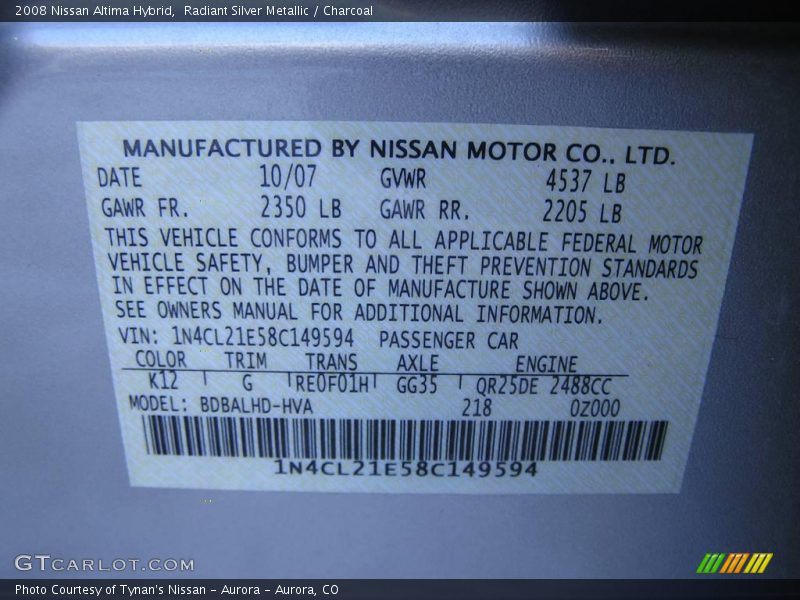 2008 Nissan Altima Hybrid, Radiant Silver Metallic / Charcoal
MANUFACTURED BY NISSAN MOTOR CO., LTD.
DATE 10/07 GVWR 4537 LB
GAWR FR. 2350 LB GAWR RR. 2205 LB
THIS VEHICLE CONFORMS TO ALL APPLICABLE FEDERAL MOTOR
VEHICLE SAFETY, BUMPER AND THEFT PREVENTION STANDARDS
IN EFFECT ON THE DATE OF MANUFACTURE SHOWN ABOVE.
SEE OWNERS MANUAL FOR ADDITIONAL INFORMATION.
VIN: 1N4CL21E58C149594 PASSENGER CAR
COLOR TRIM TRANS AXLE ENGINE
K12 G RE0F01H GG35 QR25DE 2488CC
MODEL: BDBALHD-HVA 218 0Z000
1N4CL21E58C149594
GTCARLOT.COM
Photo Courtesy of Tynan's Nissan - Aurora - Aurora, CO